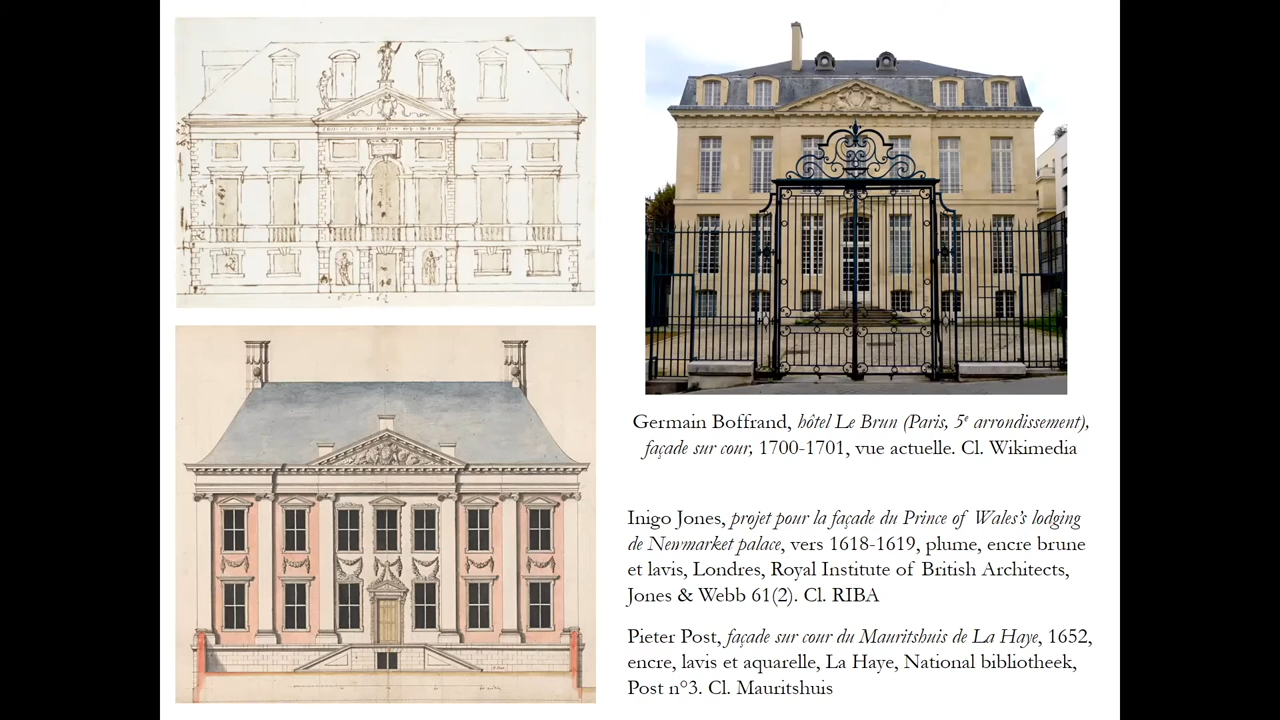 Germain Boffrand, hôtel Le Brun (Paris, 5e arrondissement),
façade sur cour, 1700-1701, vue actuelle. Cl. Wikimedia
Inigo Jones, projet pour la façade du Prince of Wales’s lodging
de Newmarket palace, vers 1618-1619, plume, encre brune
et lavis, Londres, Royal Institute of British Architects,
Jones & Webb 61(2). Cl. RIBA
Pieter Post, façade sur cour du Mauritshuis de La Haye, 1652,
encre, lavis et aquarelle, La Haye, National bibliotheek,
Post n°3. Cl. Mauritshuis